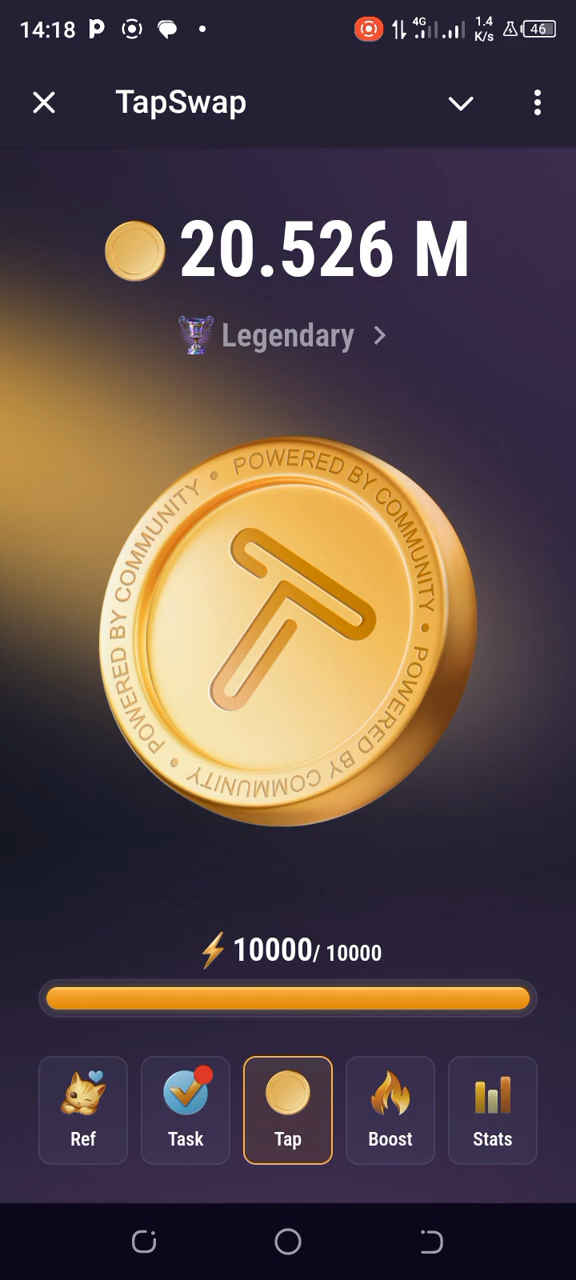 14:18
4G
1.4
K/s
46
TapSwap
20.526 M
Legendary
POWERED BY COMMUNITY • POWERED BY COMMUNITY • POWERED BY COMMUNITY •
T
10000/ 10000
Ref Task Tap Boost Stats